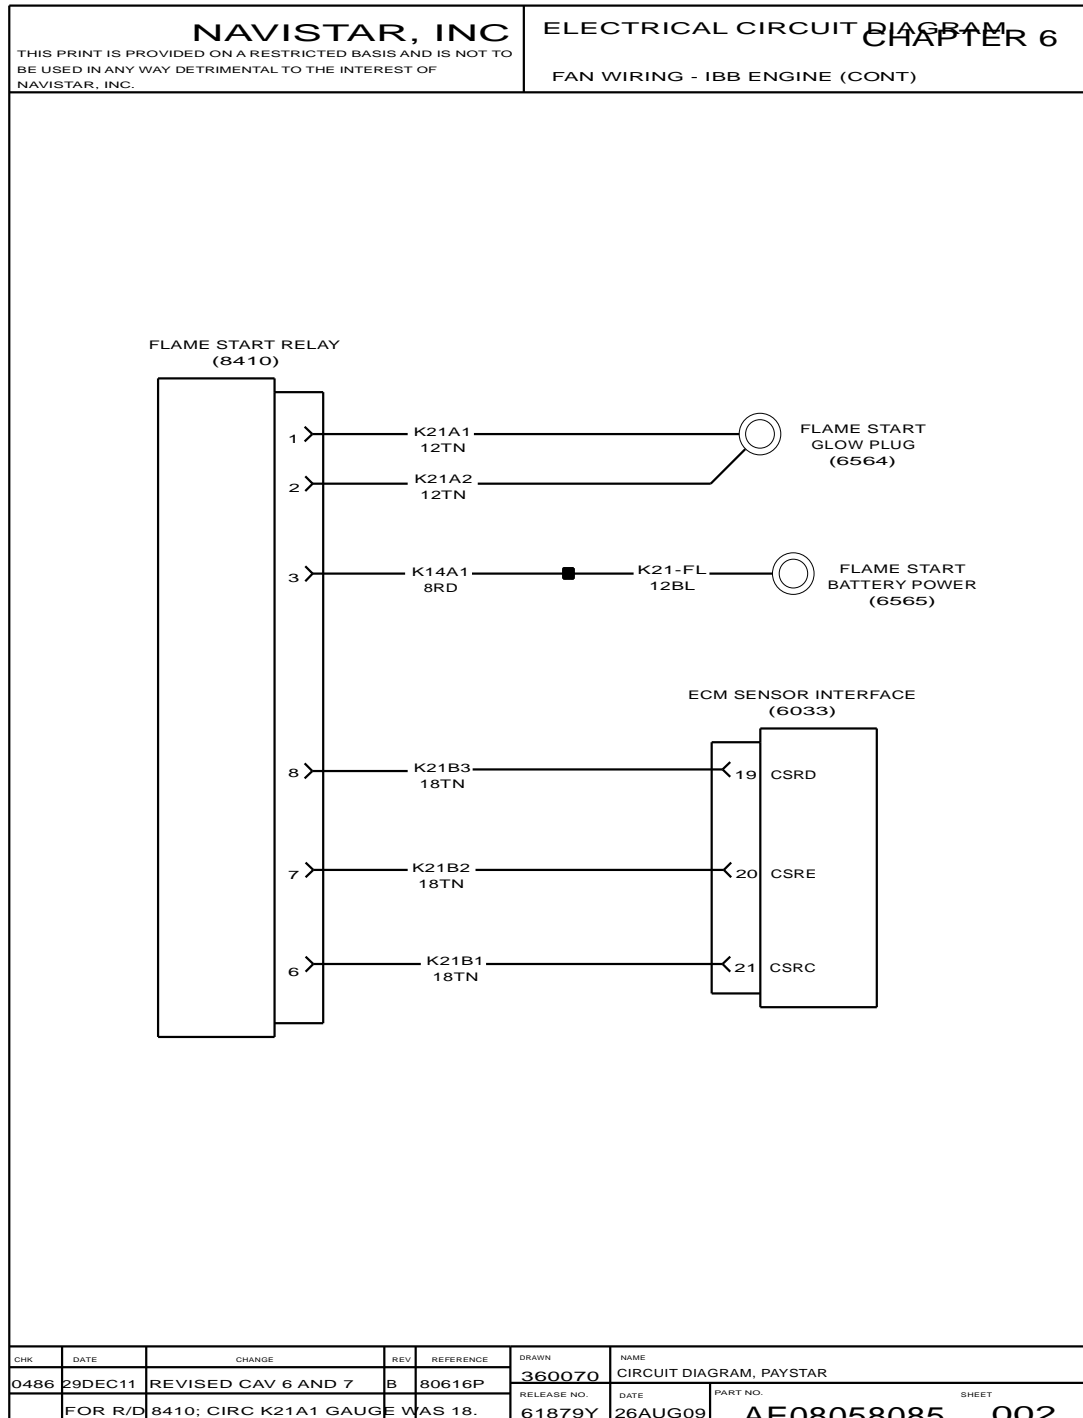 NAVISTAR, INC
THIS PRINT IS PROVIDED ON A RESTRICTED BASIS AND IS NOT TO
BE USED IN ANY WAY DETRIMENTAL TO THE INTEREST OF
NAVISTAR, INC.
ELECTRICAL CIRCUIT DIAGRAM
CHAPTER 6
FAN WIRING - IBB ENGINE (CONT)
FLAME START RELAY
(8410)
1
K21A1
12TN
FLAME START
GLOW PLUG
(6564)
2
K21A2
12TN
3
K14A1
8RD
K21-FL
12BL
FLAME START
BATTERY POWER
(6565)
ECM SENSOR INTERFACE
(6033)
8
K21B3
18TN
19
CSRD
7
K21B2
18TN
20
CSRE
6
K21B1
18TN
21
CSRC
CHK DATE CHANGE REV REFERENCE
0486 29DEC11 REVISED CAV 6 AND 7 B 80616P
FOR R/D 8410; CIRC K21A1 GAUGE WAS 18.
DRAWN
360070
NAME
CIRCUIT DIAGRAM, PAYSTAR
RELEASE NO.
61879Y
DATE
26AUG09
PART NO.
AE08058085
SHEET
002